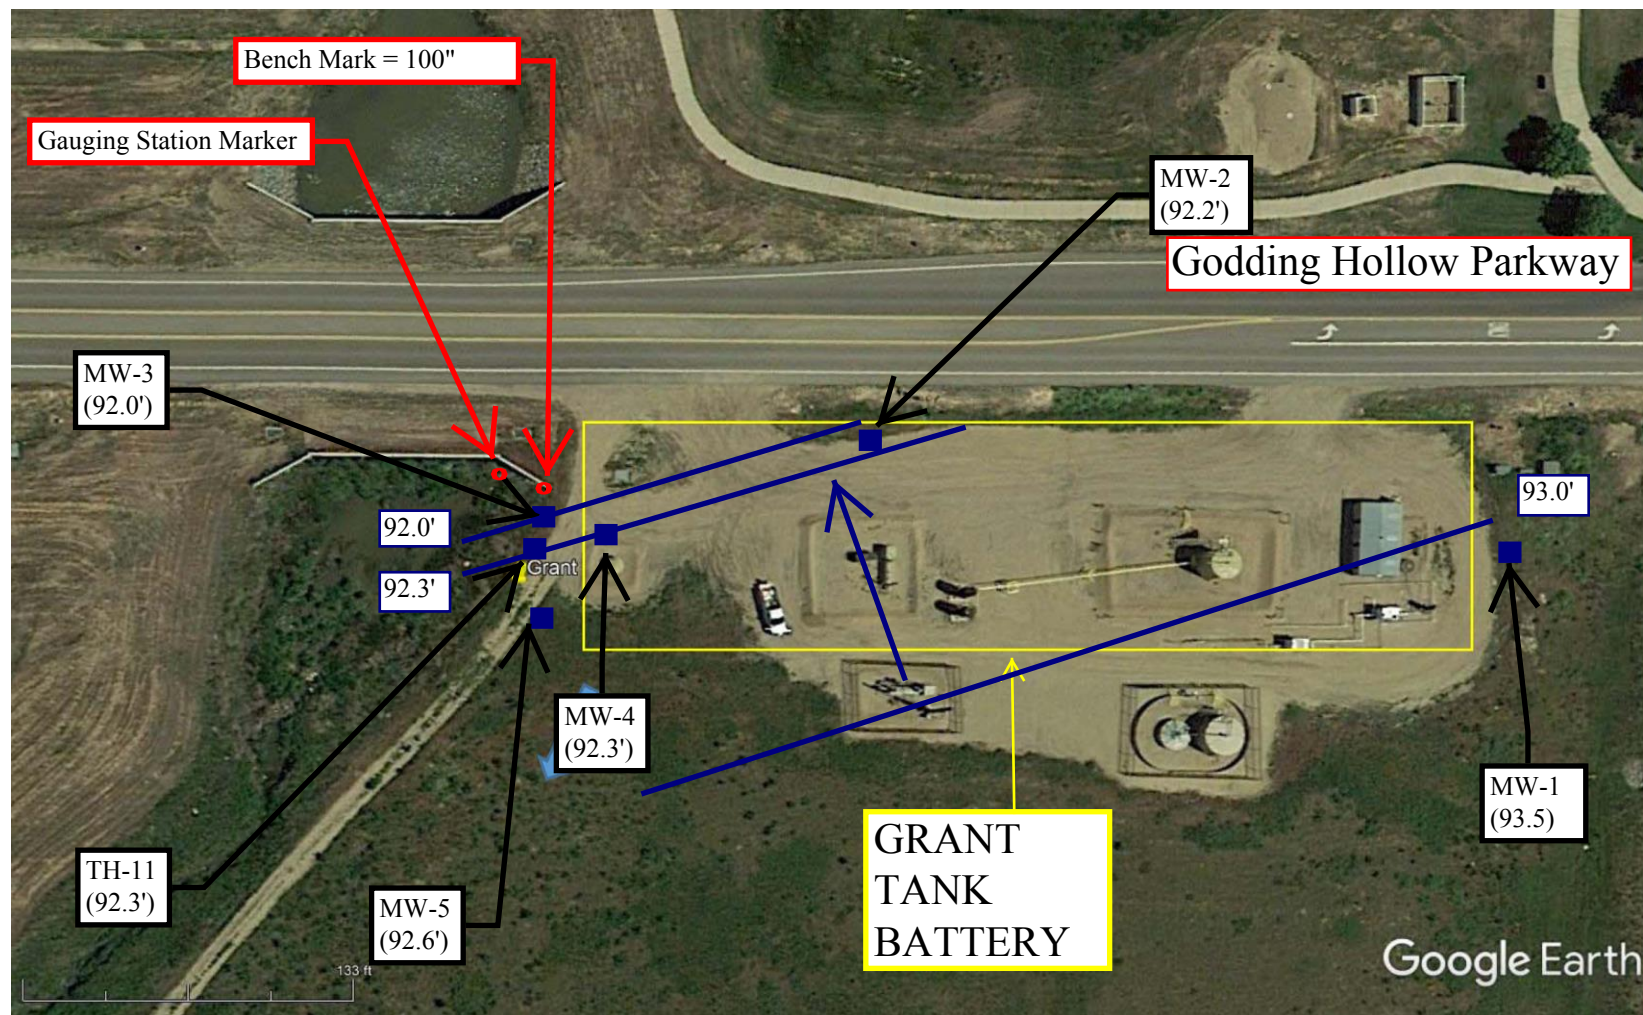 Bench Mark = 100"
Gauging Station Marker
MW-2
(92.2')
Godding Hollow Parkway
MW-3
(92.0')
92.0'
93.0'
Grant
92.3'
MW-4
(92.3')
MW-1
(93.5)
GRANT
TANK
BATTERY
TH-11
(92.3')
MW-5
(92.6')
133 ft
Google Earth